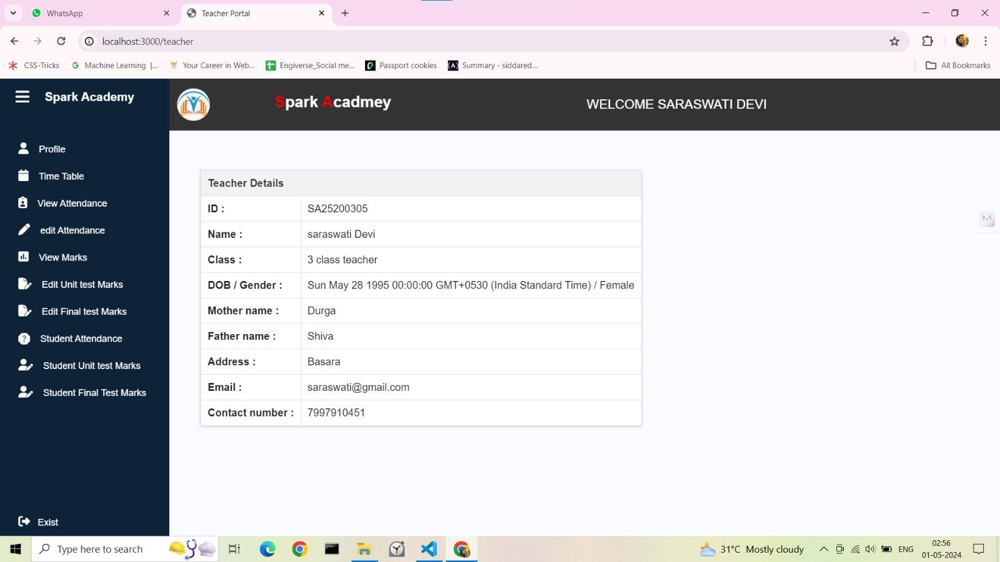 WhatsApp
Teacher Portal
localhost:3000/teacher
CSS-Tricks
Machine Learning |...
Your Career in Web...
Engiverse_Social me...
Passport cookies
Summary - siddared...
All Bookmarks
Spark Academy
Spark Acadmey
WELCOME SARASWATI DEVI
Profile
Time Table
View Attendance
edit Attendance
View Marks
Edit Unit test Marks
Edit Final test Marks
Student Attendance
Student Unit test Marks
Student Final Test Marks
Exist
Teacher Details
ID : SA25200305
Name : saraswati Devi
Class : 3 class teacher
DOB / Gender : Sun May 28 1995 00:00:00 GMT+0530 (India Standard Time) / Female
Mother name : Durga
Father name : Shiva
Address : Basara
Email : saraswati@gmail.com
Contact number : 7997910451
Type here to search
31°C Mostly cloudy
ENG
02:56
01-05-2024